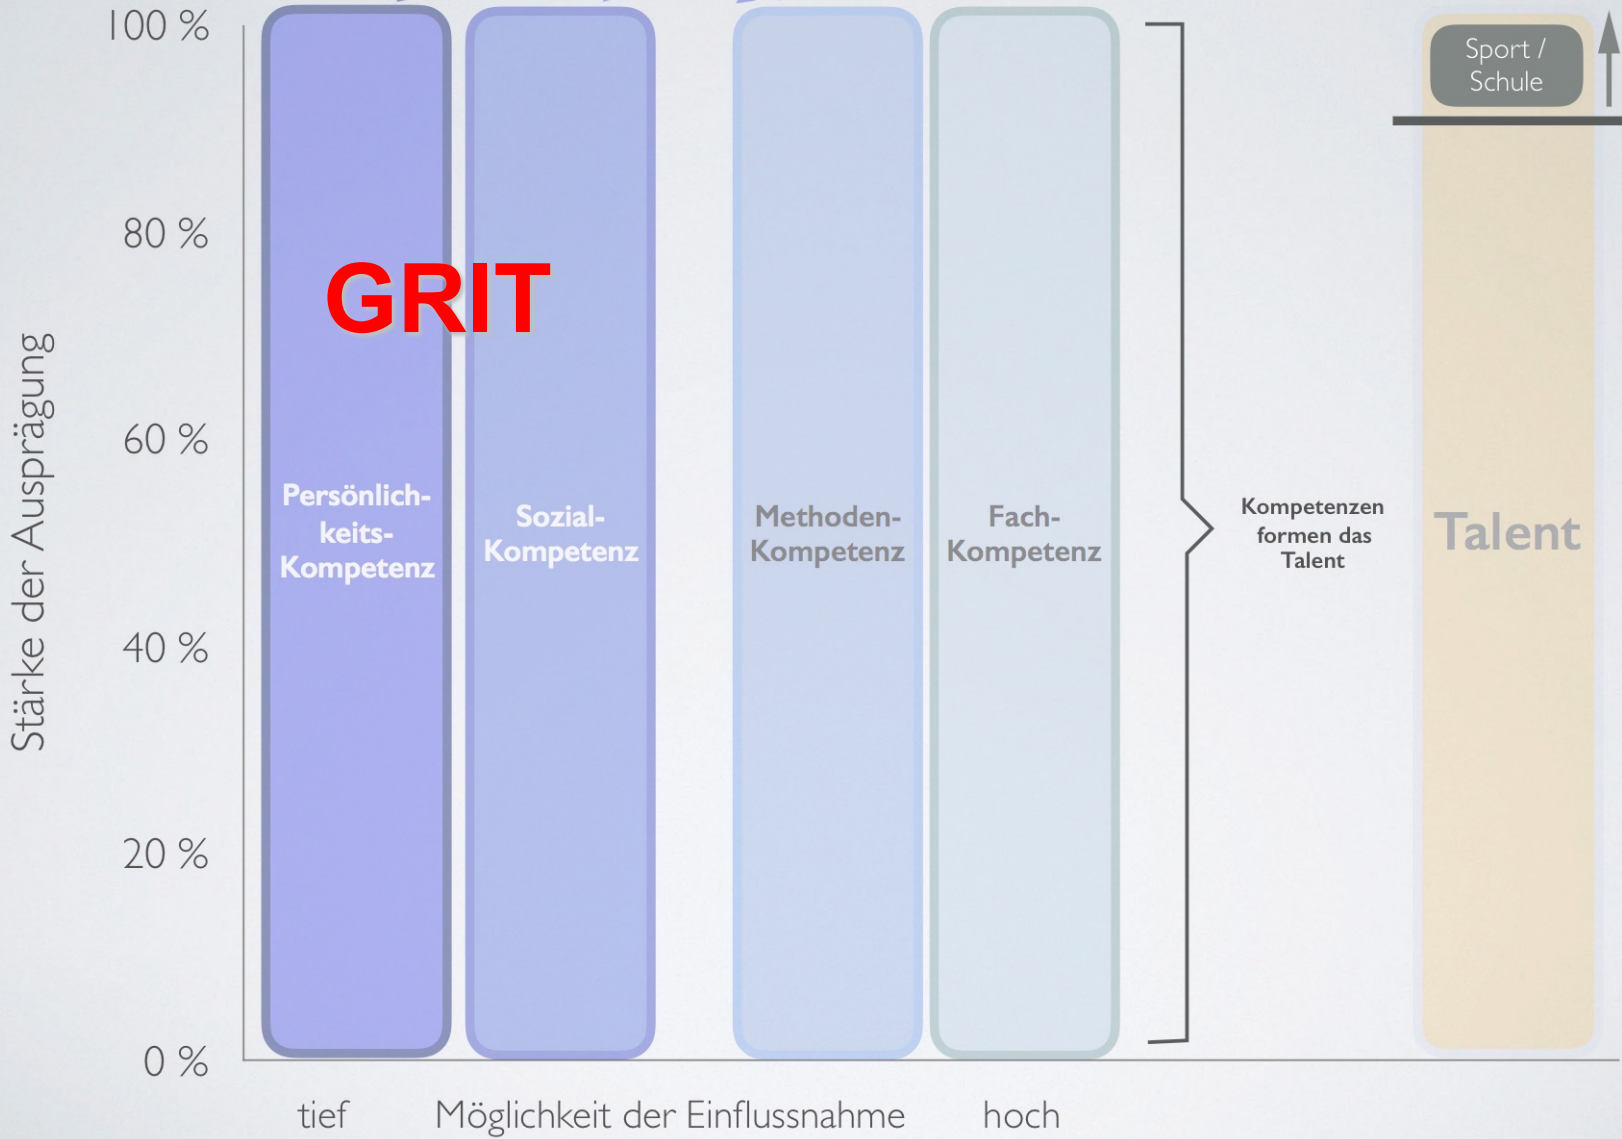 100 %
80 %
60 %
40 %
20 %
0 %
Stärke der Ausprägung
GRIT
Persönlich-
keits-
Kompetenz
Sozial-
Kompetenz
Methoden-
Kompetenz
Fach-
Kompetenz
Kompetenzen
formen das
Talent
Sport /
Schule
Talent
tief Möglichkeit der Einflussnahme hoch